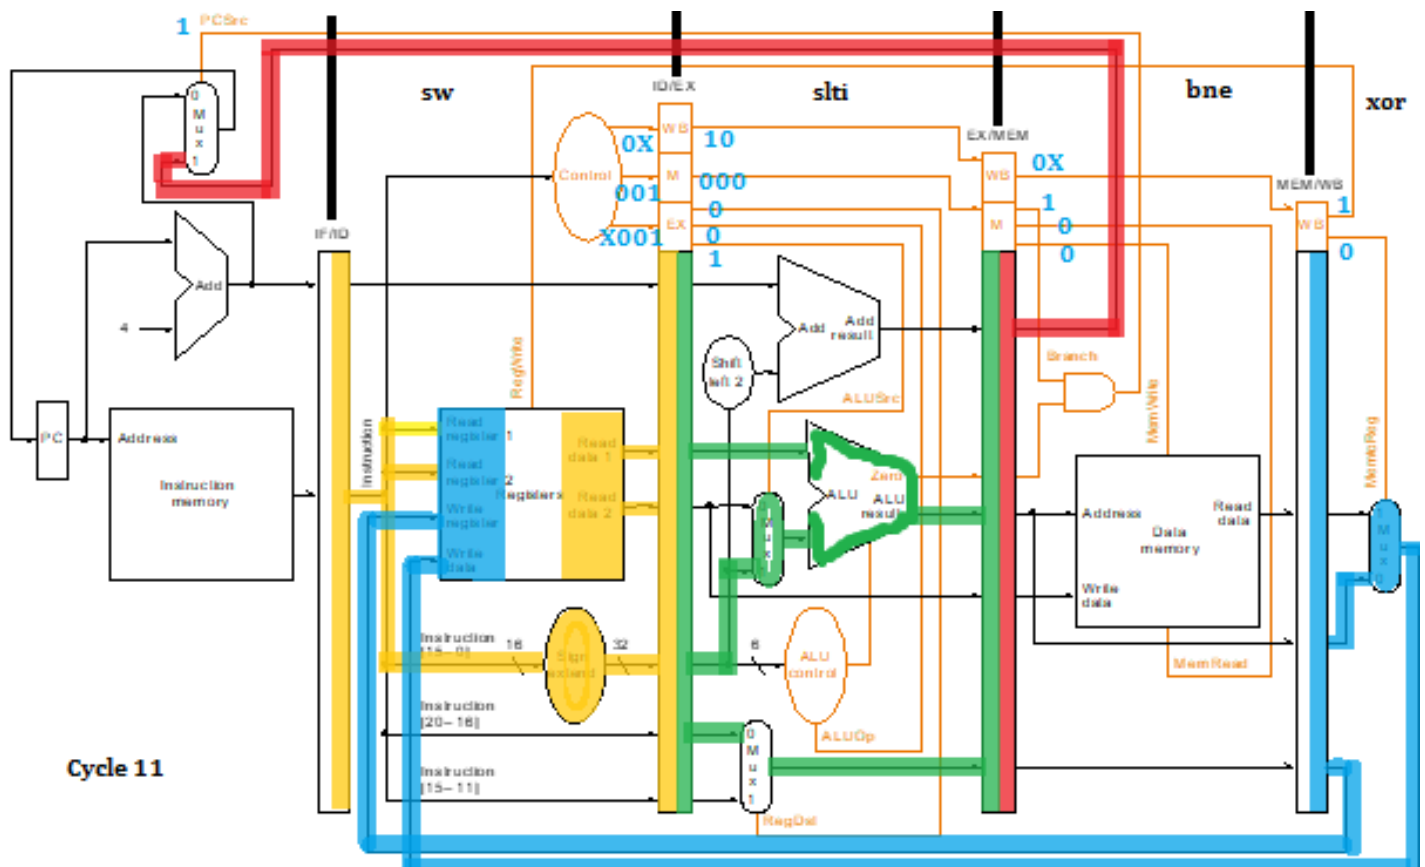 1 PCSrc
0
M
u
x
1
sw
ID/EX
slti
bne
xor
WB
0X
10
EX/MEM
Control
M
001
000
WB
0X
MEM/WB
EX
X001
0
0
1
M
1
0
0
WS
1
0
IF/ID
Add
4
Add
Add
result
Shift
left 2
RegWrite
Branch
ALUSrc
MemWrite
MemtoReg
PC
Address
Instruction
memory
Instruction
Read
register 1
Read
register 2
Write
register
Write
data
Registers
Read
data 1
Read
data 2
M
u
x
Zero
ALU
ALU
result
Address
Data
memory
Read
data
Write
data
1
M
u
x
0
Instruction
[15–0]
16
Sign
extend
32
6
ALU
control
MemRead
Instruction
[20–16]
ALUOp
0
M
u
x
1
Cycle 11
Instruction
[15–11]
RegDst